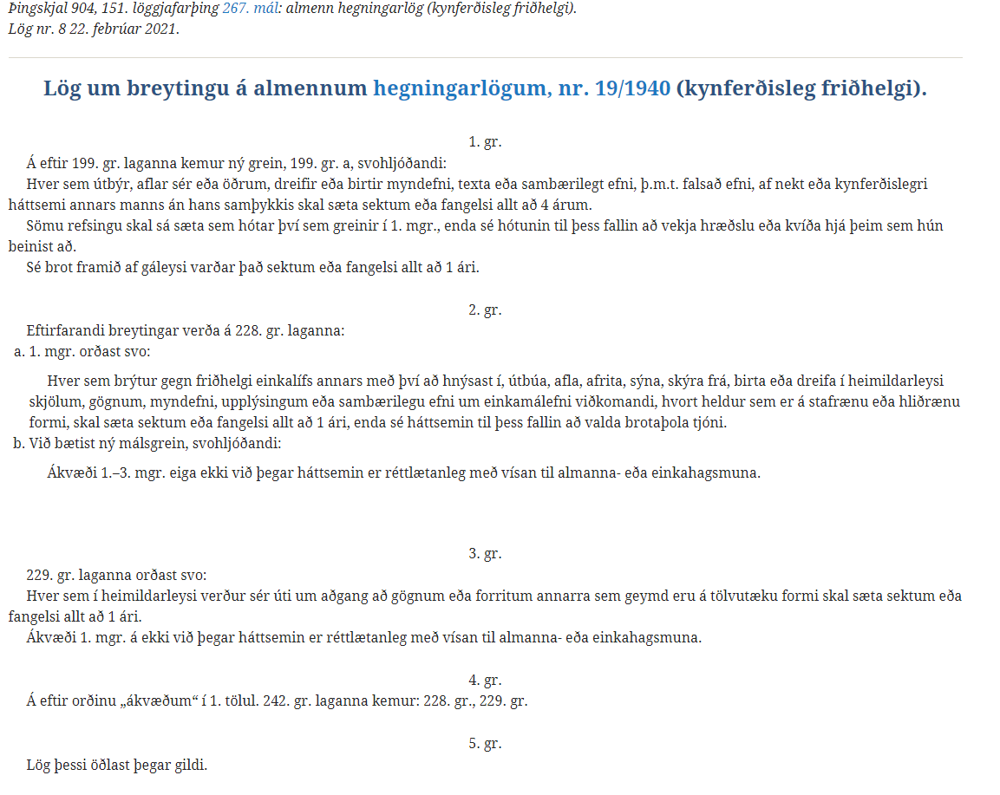 Þingskjal 904, 151. löggjafarþing 267. mál: almenn hegningarlög (kynferðisleg friðhelgi).
Lög nr. 8 22. febrúar 2021.
Lög um breytingu á almennum hegningarlögum, nr. 19/1940 (kynferðisleg friðhelgi).
1. gr.
Á eftir 199. gr. laganna kemur ný grein, 199. gr. a, svohljóðandi:
Hver sem útbýr, aflar sér eða öðrum, dreifir eða birtir myndefni, texta eða sambærilegt efni, þ.m.t. falsað efni, af nekt eða kynferðislegri
háttsemi annars manns án hans samþykkis skal sæta sektum eða fangelsi allt að 4 árum.
Sömu refsingu skal sá sæta sem hótar því sem greinir í 1. mgr., enda sé hótunin til þess fallin að vekja hræðslu eða kvíða hjá þeim sem hún
beinist að.
Sé brot framið af gáleysi varðar það sektum eða fangelsi allt að 1 ári.
2. gr.
Eftirfarandi breytingar verða á 228. gr. laganna:
a. 1. mgr. orðast svo:
Hver sem brýtur gegn friðhelgi einkalífs annars með því að hnýsast í, útbúa, afla, afrita, sýna, skýra frá, birta eða dreifa í heimildarleysi
skjölum, gögnum, myndefni, upplýsingum eða sambærilegu efni um einkamálefni viðkomandi, hvort heldur sem er á stafrænu eða hliðrænu
formi, skal sæta sektum eða fangelsi allt að 1 ári, enda sé háttsemin til þess fallin að valda brotaþola tjóni.
b. Við bætist ný málsgrein, svohljóðandi:
Ákvæði 1.–3. mgr. eiga ekki við þegar háttsemin er réttlætanleg með vísan til almanna- eða einkahagsmuna.
3. gr.
229. gr. laganna orðast svo:
Hver sem í heimildarleysi verður sér úti um aðgang að gögnum eða forritum annarra sem geymd eru á tölvutæku formi skal sæta sektum eða
fangelsi allt að 1 ári.
Ákvæði 1. mgr. á ekki við þegar háttsemin er réttlætanleg með vísan til almanna- eða einkahagsmuna.
4. gr.
Á eftir orðinu „ákvæðum“ í 1. tölul. 242. gr. laganna kemur: 228. gr., 229. gr.
5. gr.
Lög þessi öðlast þegar gildi.